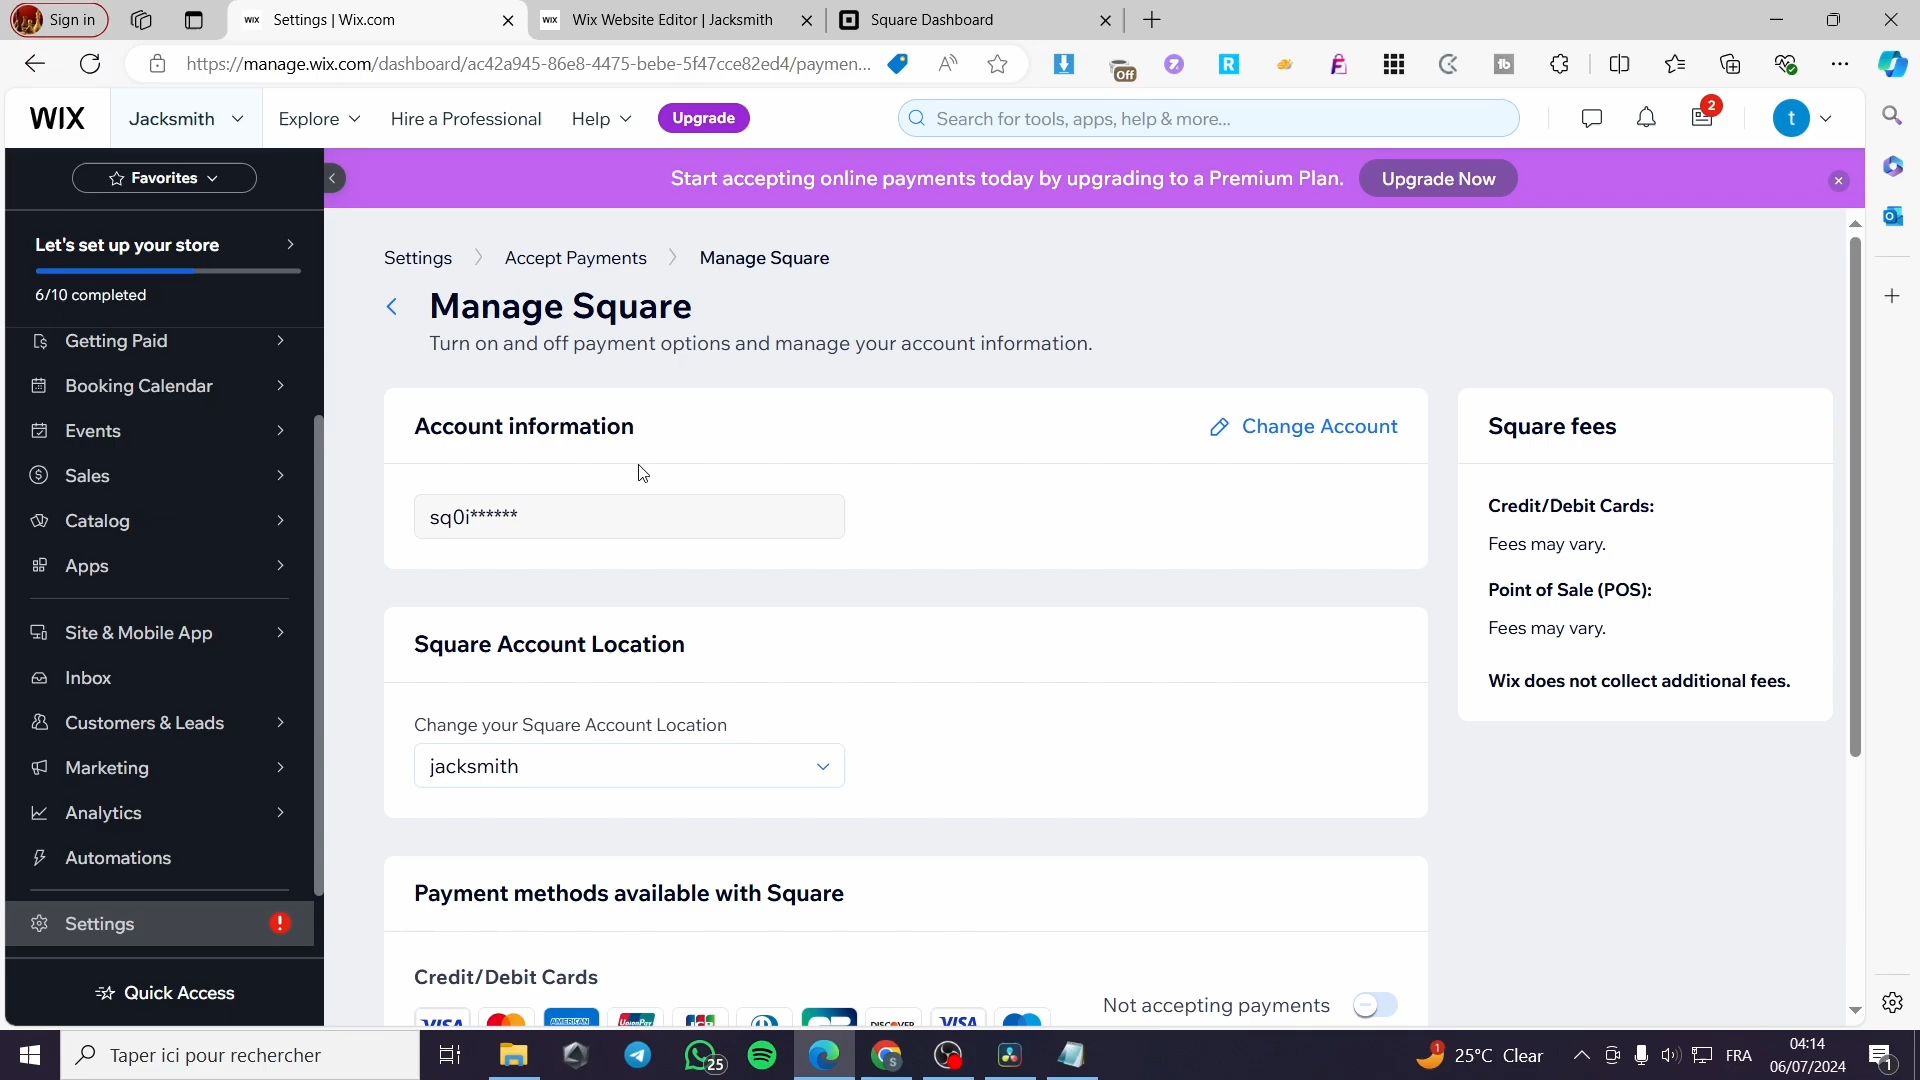 Sign in
Settings | Wix.com
Wix Website Editor | Jacksmith
Square Dashboard
https://manage.wix.com/dashboard/ac42a945-86e8-4475-bebe-5f47cce82ed4/paymen...
Off
WIX
Jacksmith
Explore
Hire a Professional
Help
Upgrade
Search for tools, apps, help & more...
2
t
Favorites
Start accepting online payments today by upgrading to a Premium Plan.
Upgrade Now
Let's set up your store
6/10 completed
Getting Paid
Booking Calendar
Events
Sales
Catalog
Apps
Site & Mobile App
Inbox
Customers & Leads
Marketing
Analytics
Automations
Settings
Quick Access
Settings
Accept Payments
Manage Square
Manage Square
Turn on and off payment options and manage your account information.
Account information
Change Account
sq0i******
Square Account Location
Change your Square Account Location
jacksmith
Payment methods available with Square
Credit/Debit Cards
Not accepting payments
VISA
AMERICAN
UnionPay
JCB
DISCOVER
VISA
Square fees
Credit/Debit Cards:
Fees may vary.
Point of Sale (POS):
Fees may vary.
Wix does not collect additional fees.
Taper ici pour rechercher
25
1
25°C Clear
FRA
04:14
06/07/2024
1